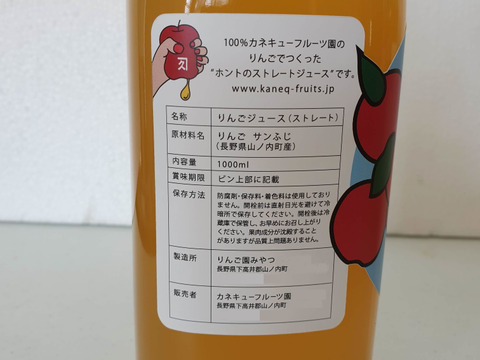 100%カネキューフルーツ園の
りんごでつくった
"ホントのストレートジュース"です。
www.kaneq-fruits.jp
名称 りんごジュース（ストレート）
原材料名 りんご サンふじ
（長野県山ノ内町産）
内容量 1000ml
賞味期限 ビン上部に記載
保存方法 防腐剤・保存料・着色料は使用しており
ません。開栓前は直射日光を避けて冷
暗所で保存してください。開栓後は冷
蔵庫で保管し、お早めにお召し上がり
ください。果肉成分が沈殿すること
がありますが品質上問題ありません。
製造所 りんご園みやつ
長野県下高井郡山ノ内町
販売者 カネキューフルーツ園
長野県下高井郡山ノ内町